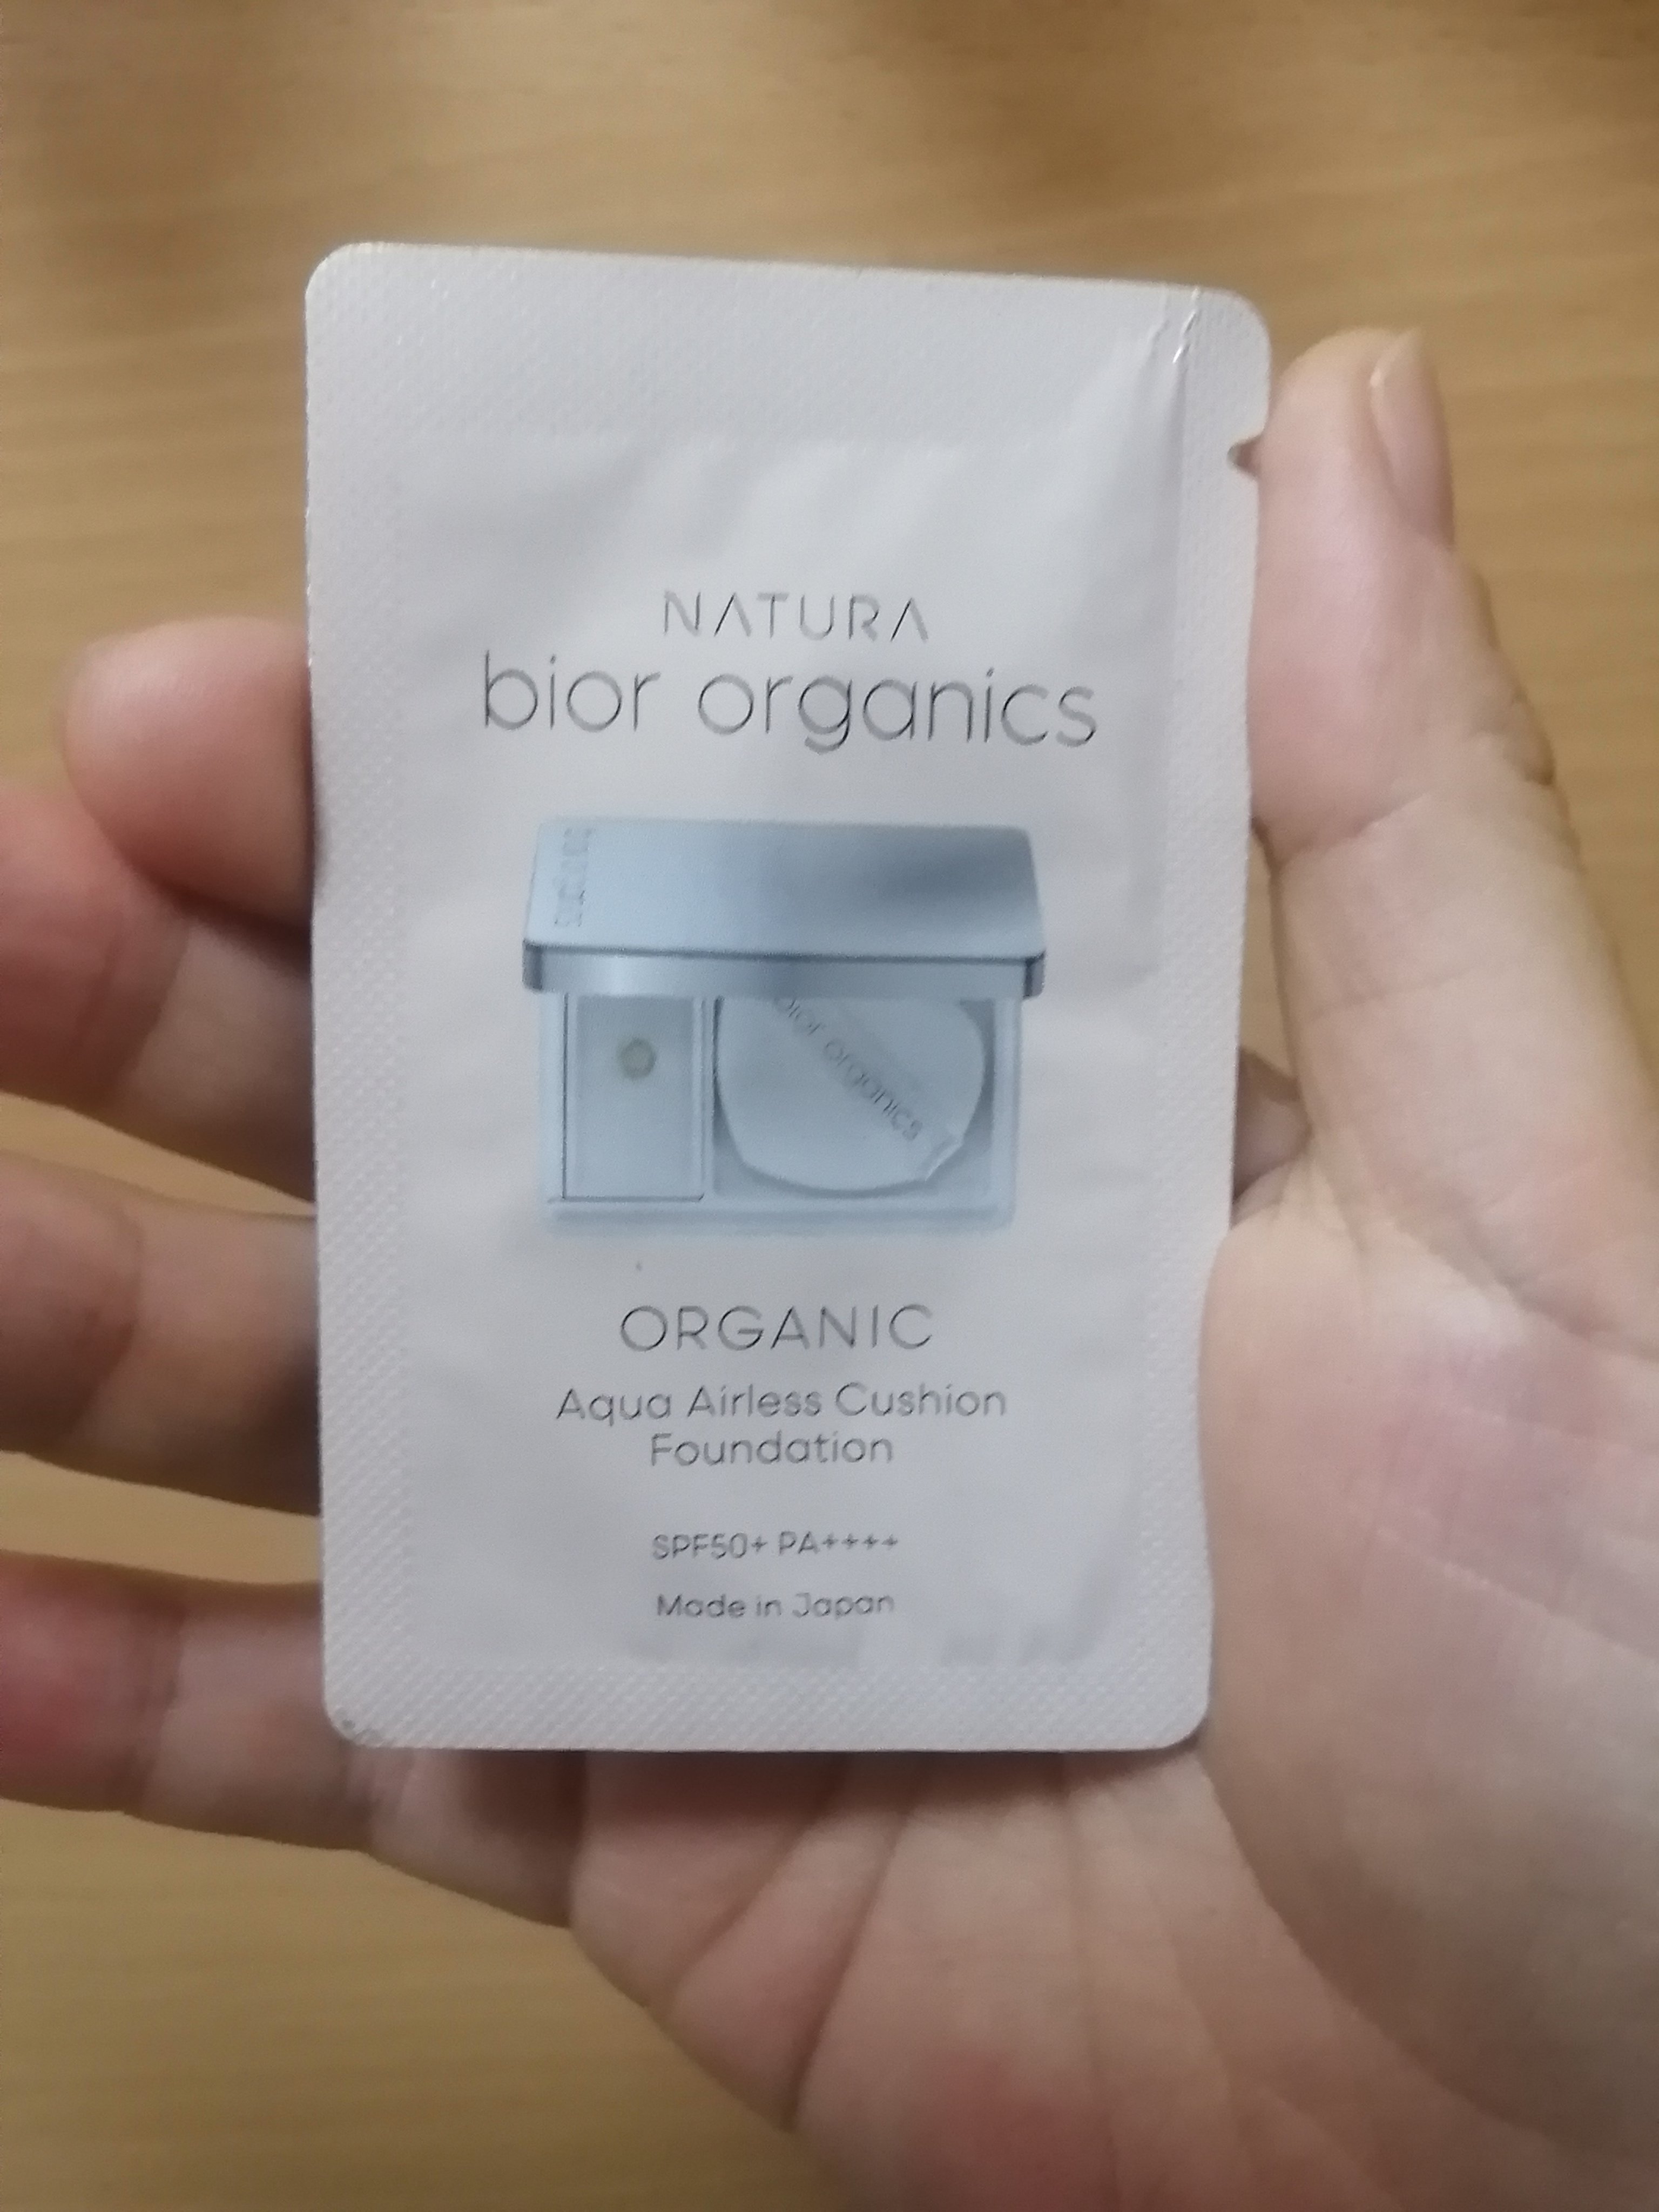 NATURA
bior organics
bior organics
ORGANIC
Aqua Airless Cushion
Foundation
SPF50+ PA++++
Made in Japan